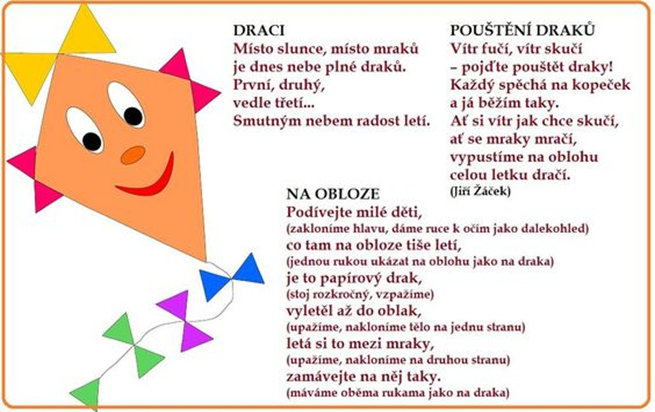 DRACI
Místo slunce, místo mraků
je dnes nebe plné draků.
První, druhý,
vedle třetí...
Smutným nebem radost letí.
POUŠTĚNÍ DRAKŮ
Vítr fučí, vítr skučí
– pojďte pouštět draky!
Každý spěchá na kopeček
a já běžím taky.
Ať si vítr jak chce skučí,
ať se mraky mračí,
vypustíme na oblohu
celou letku dračí.
(Jiří Žáček)
NA OBLOZE
Podívejte milé děti,
(zakloníme hlavu, dáme ruce k očím jako dalekohled)
co tam na obloze tiše letí,
(jednou rukou ukázat na oblohu jako na draka)
je to papírový drak,
(stoj rozkročný, vzpažíme)
vyletěl až do oblak,
(upažíme, nakloníme tělo na jednu stranu)
letá si to mezi mraky,
(upažíme, nakloníme na druhou stranu)
zamávejte na něj taky.
(máváme oběma rukama jako na draka)